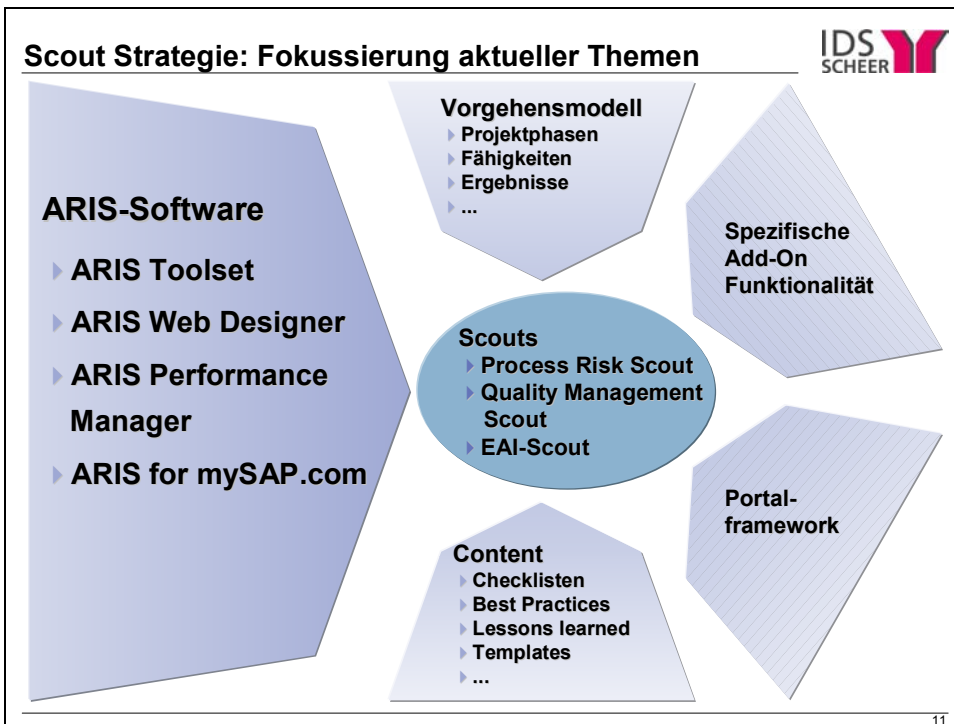 Scout Strategie: Fokussierung aktueller Themen
IDS
SCHEER
ARIS-Software
ARIS Toolset
ARIS Web Designer
ARIS Performance
Manager
ARIS for mySAP.com
Vorgehensmodell
Projektphasen
Fähigkeiten
Ergebnisse
...
Scouts
Process Risk Scout
Quality Management
Scout
EAI-Scout
Content
Checklisten
Best Practices
Lessons learned
Templates
...
Spezifische
Add-On
Funktionalität
Portal-
framework
11